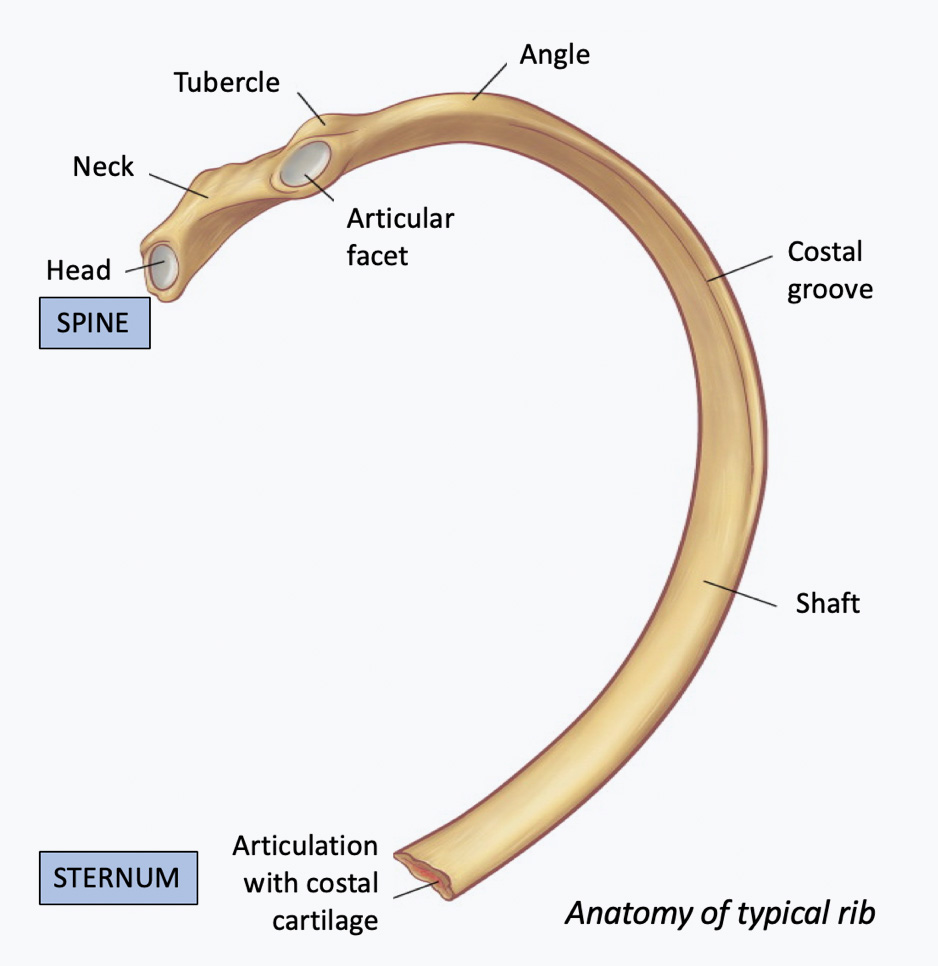 Angle
Tubercle
Neck
Articular
facet
Costal
groove
Head
SPINE
Shaft
Articulation
with costal
cartilage
STERNUM
Anatomy of typical rib